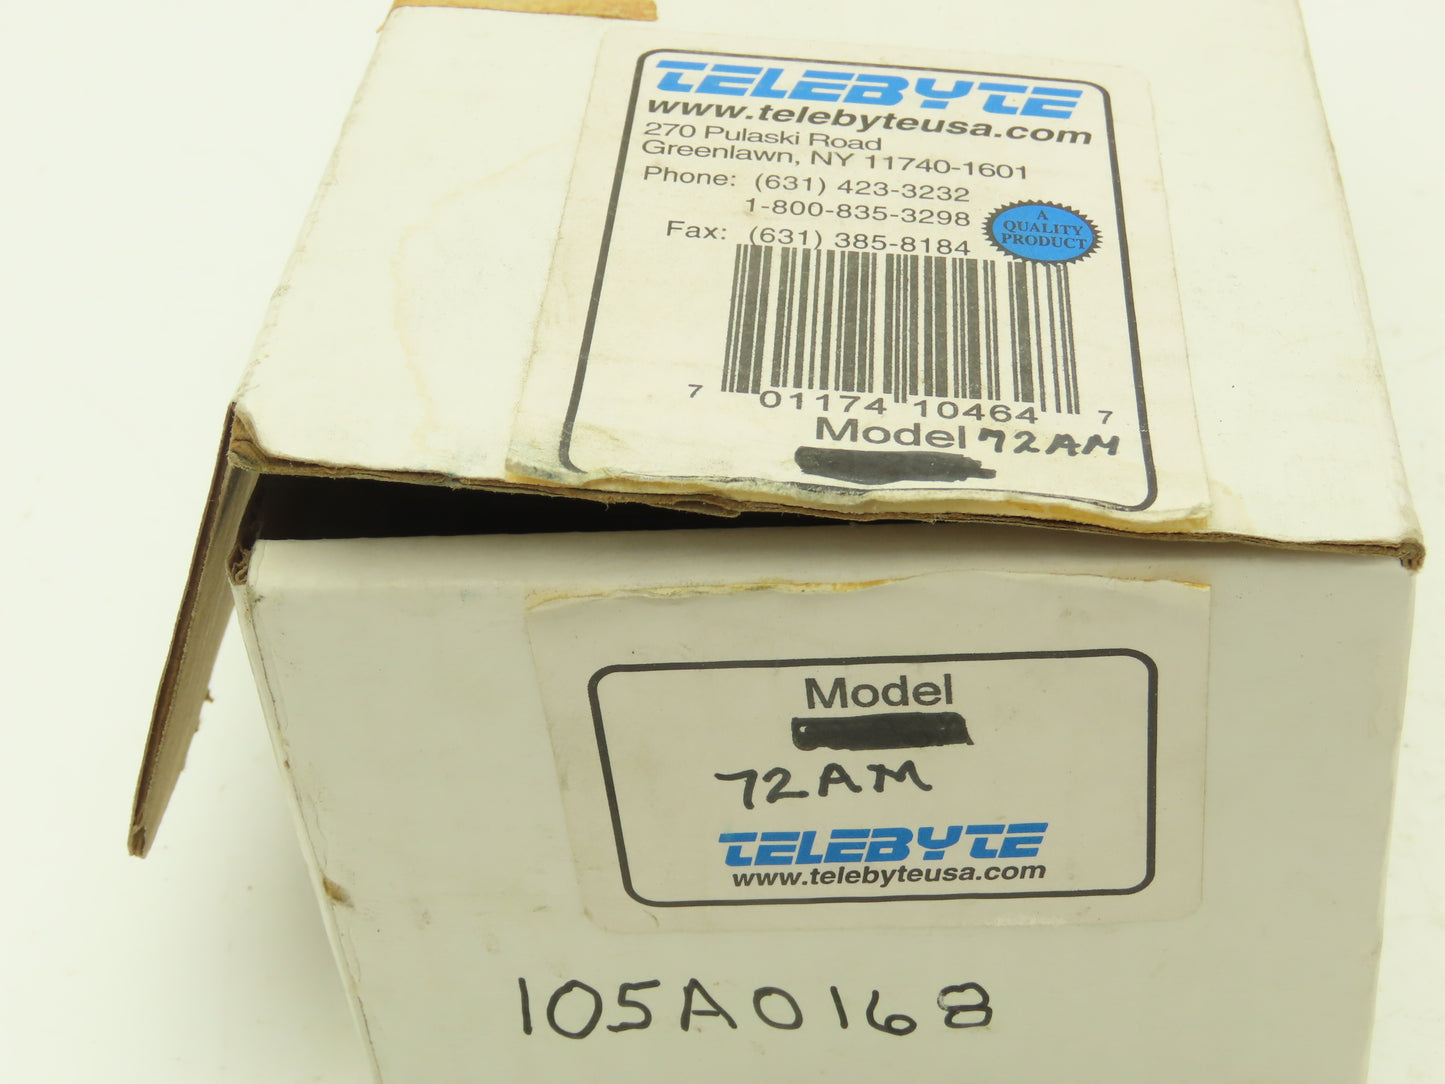 TELEBYTE
www.telebyteusa.com
270 Pulaski Road
Greenlawn, NY 11740-1601
Phone: (631) 423-3232
1-800-835-3298
Fax: (631) 385-8184
A
QUALITY
PRODUCT
7 01174 10464 7
Model 72AM
Model
72AM
TELEBYTE
www.telebyteusa.com
105A0168